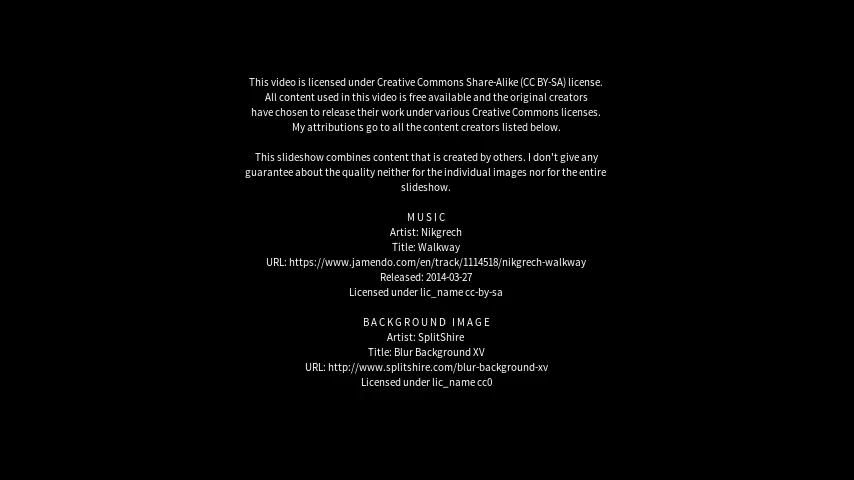 This video is licensed under Creative Commons Share-Alike (CC BY-SA) license.
All content used in this video is free available and the original creators
have chosen to release their work under various Creative Commons licenses.
My attributions go to all the content creators listed below.
This slideshow combines content that is created by others. I don't give any
guarantee about the quality neither for the individual images nor for the entire
slideshow.
MUSIC
Artist: Nikgrech
Title: Walkway
URL: https://www.jamendo.com/en/track/1114518/nikgrech-walkway
Released: 2014-03-27
Licensed under lic_name cc-by-sa
BACKGROUND IMAGE
Artist: SplitShire
Title: Blur Background XV
URL: http://www.splitshire.com/blur-background-xv
Licensed under lic_name cc0